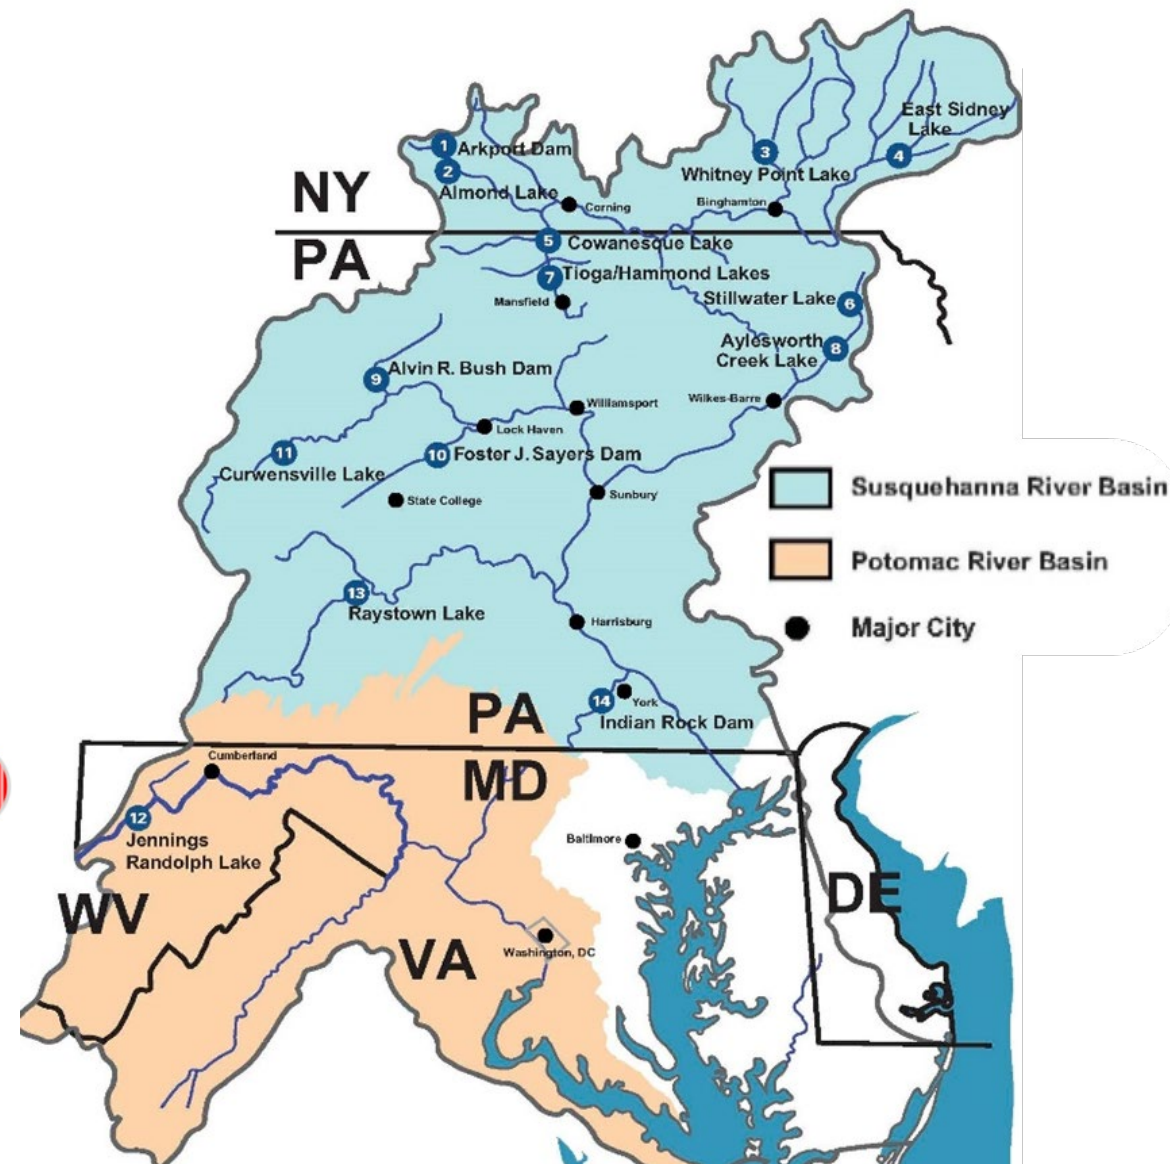 East Sidney
Lake
1
Arkport Dam
3
4
2
Whitney Point Lake
NY
Almond Lake
Corning
Binghamton
5
Cowanesque Lake
PA
7
Tioga/Hammond Lakes
Mansfield
Stillwater Lake
6
Aylesworth
Creek Lake
8
9
Alvin R. Bush Dam
Williamsport
Wilkes-Barre
Lock Haven
11
10
Foster J. Sayers Dam
Curwensville Lake
State College
Sunbury
Susquehanna River Basin
Potomac River Basin
Major City
13
Raystown Lake
Harrisburg
14
York
PA
Indian Rock Dam
Cumberland
MD
12
Jennings
Randolph Lake
Baltimore
WV
DE
VA
Washington, DC